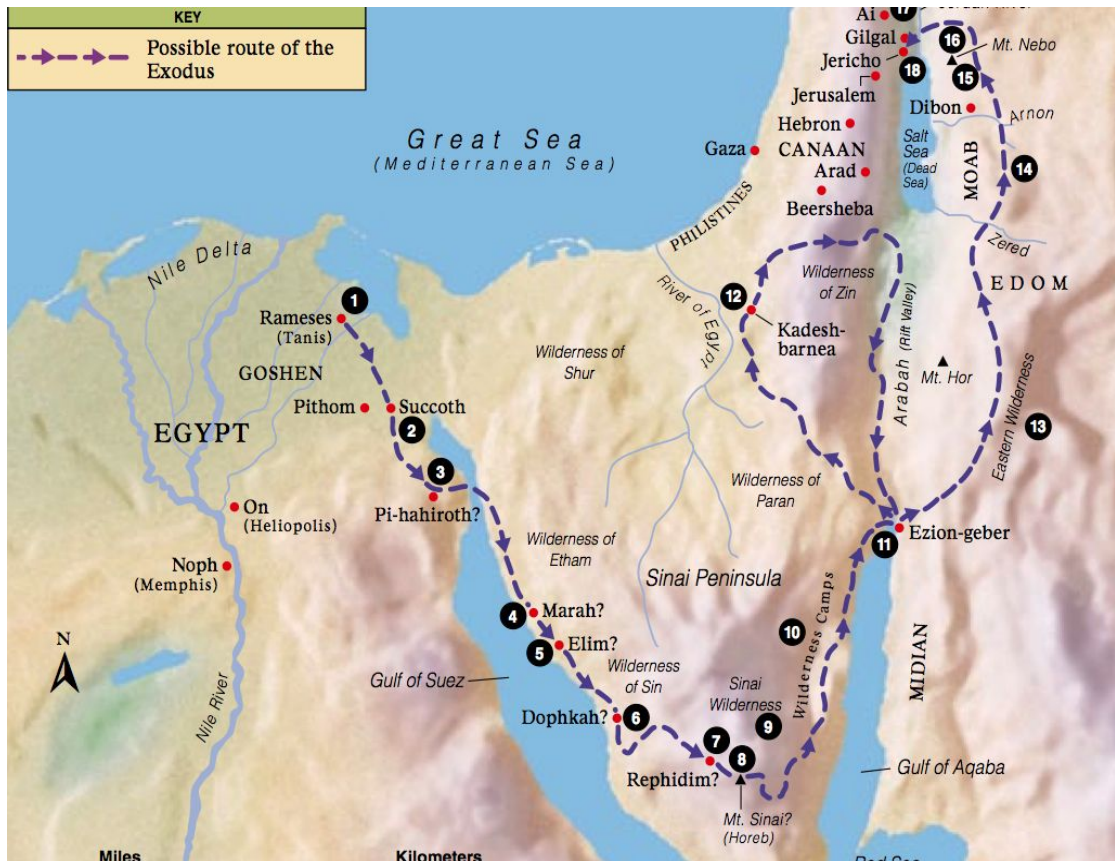 KEY
Possible route of the
Exodus
Great Sea
(Mediterranean Sea)
Ai
17
Gilgal
Jericho
18
16
Mt. Nebo
15
Jerusalem
Dibon
Arnon
Hebron
Gaza
CANAAN
Salt
Sea
(Dead
Sea)
MOAB
14
Arad
Beersheba
PHILISTINES
Zered
Nile Delta
1
Rameses
(Tanis)
GOSHEN
River of Egypt
12
Wilderness
of Zin
EDOM
Kadesh-
barnea
Wilderness of
Shur
Arabah (Rift Valley)
Mt. Hor
Pithom
Succoth
2
EGYPT
13
Eastern Wilderness
3
Pi-hahiroth?
Wilderness of
Paran
On
(Heliopolis)
Wilderness of
Etham
11
Ezion-geber
Noph
(Memphis)
Sinai Peninsula
4
Marah?
5
Elim?
10
Wilderness Camps
MIDIAN
N
Gulf of Suez
Wilderness
of Sin
Sinai
Wilderness
Nile River
Dophkah?
6
7
9
8
Rephidim?
Gulf of Aqaba
Mt. Sinai?
(Horeb)
Miles
Kilometers